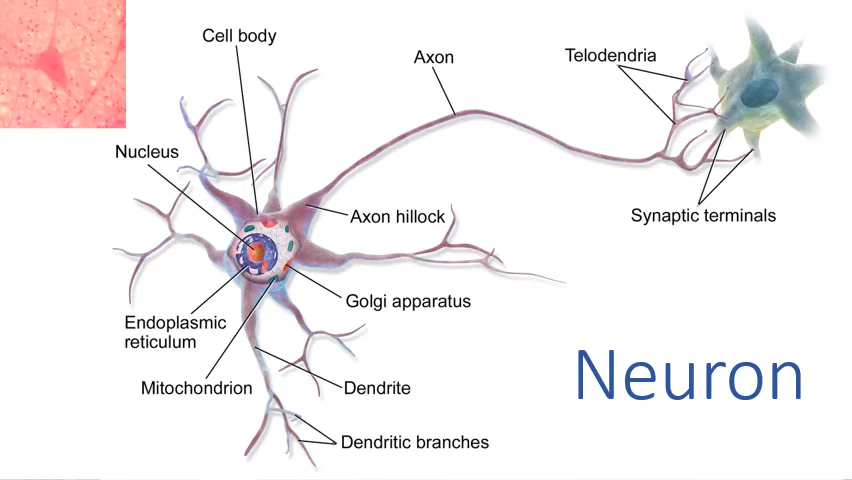 Cell body
Axon
Telodendria
Nucleus
Axon hillock
Synaptic terminals
Golgi apparatus
Endoplasmic
reticulum
Mitochondrion
Dendrite
Dendritic branches
Neuron